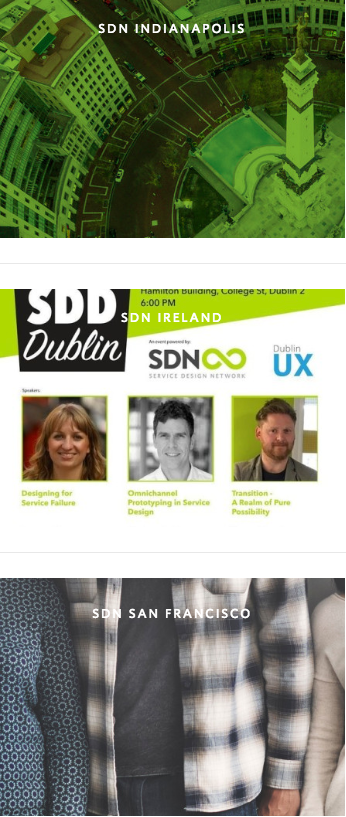 SDN INDIANAPOLIS
Hamilton Building, College St, Dublin 2
6:00 PM
SDD
Dublin
SDN IRELAND
An event powered by:
SDN
SERVICE DESIGN NETWORK
Dublin
UX
Speakers
Designing for
Service Failure
Omnichannel
Prototyping in Service
Design
Transition -
A Realm of Pure
Possibility
SDN SAN FRANCISCO